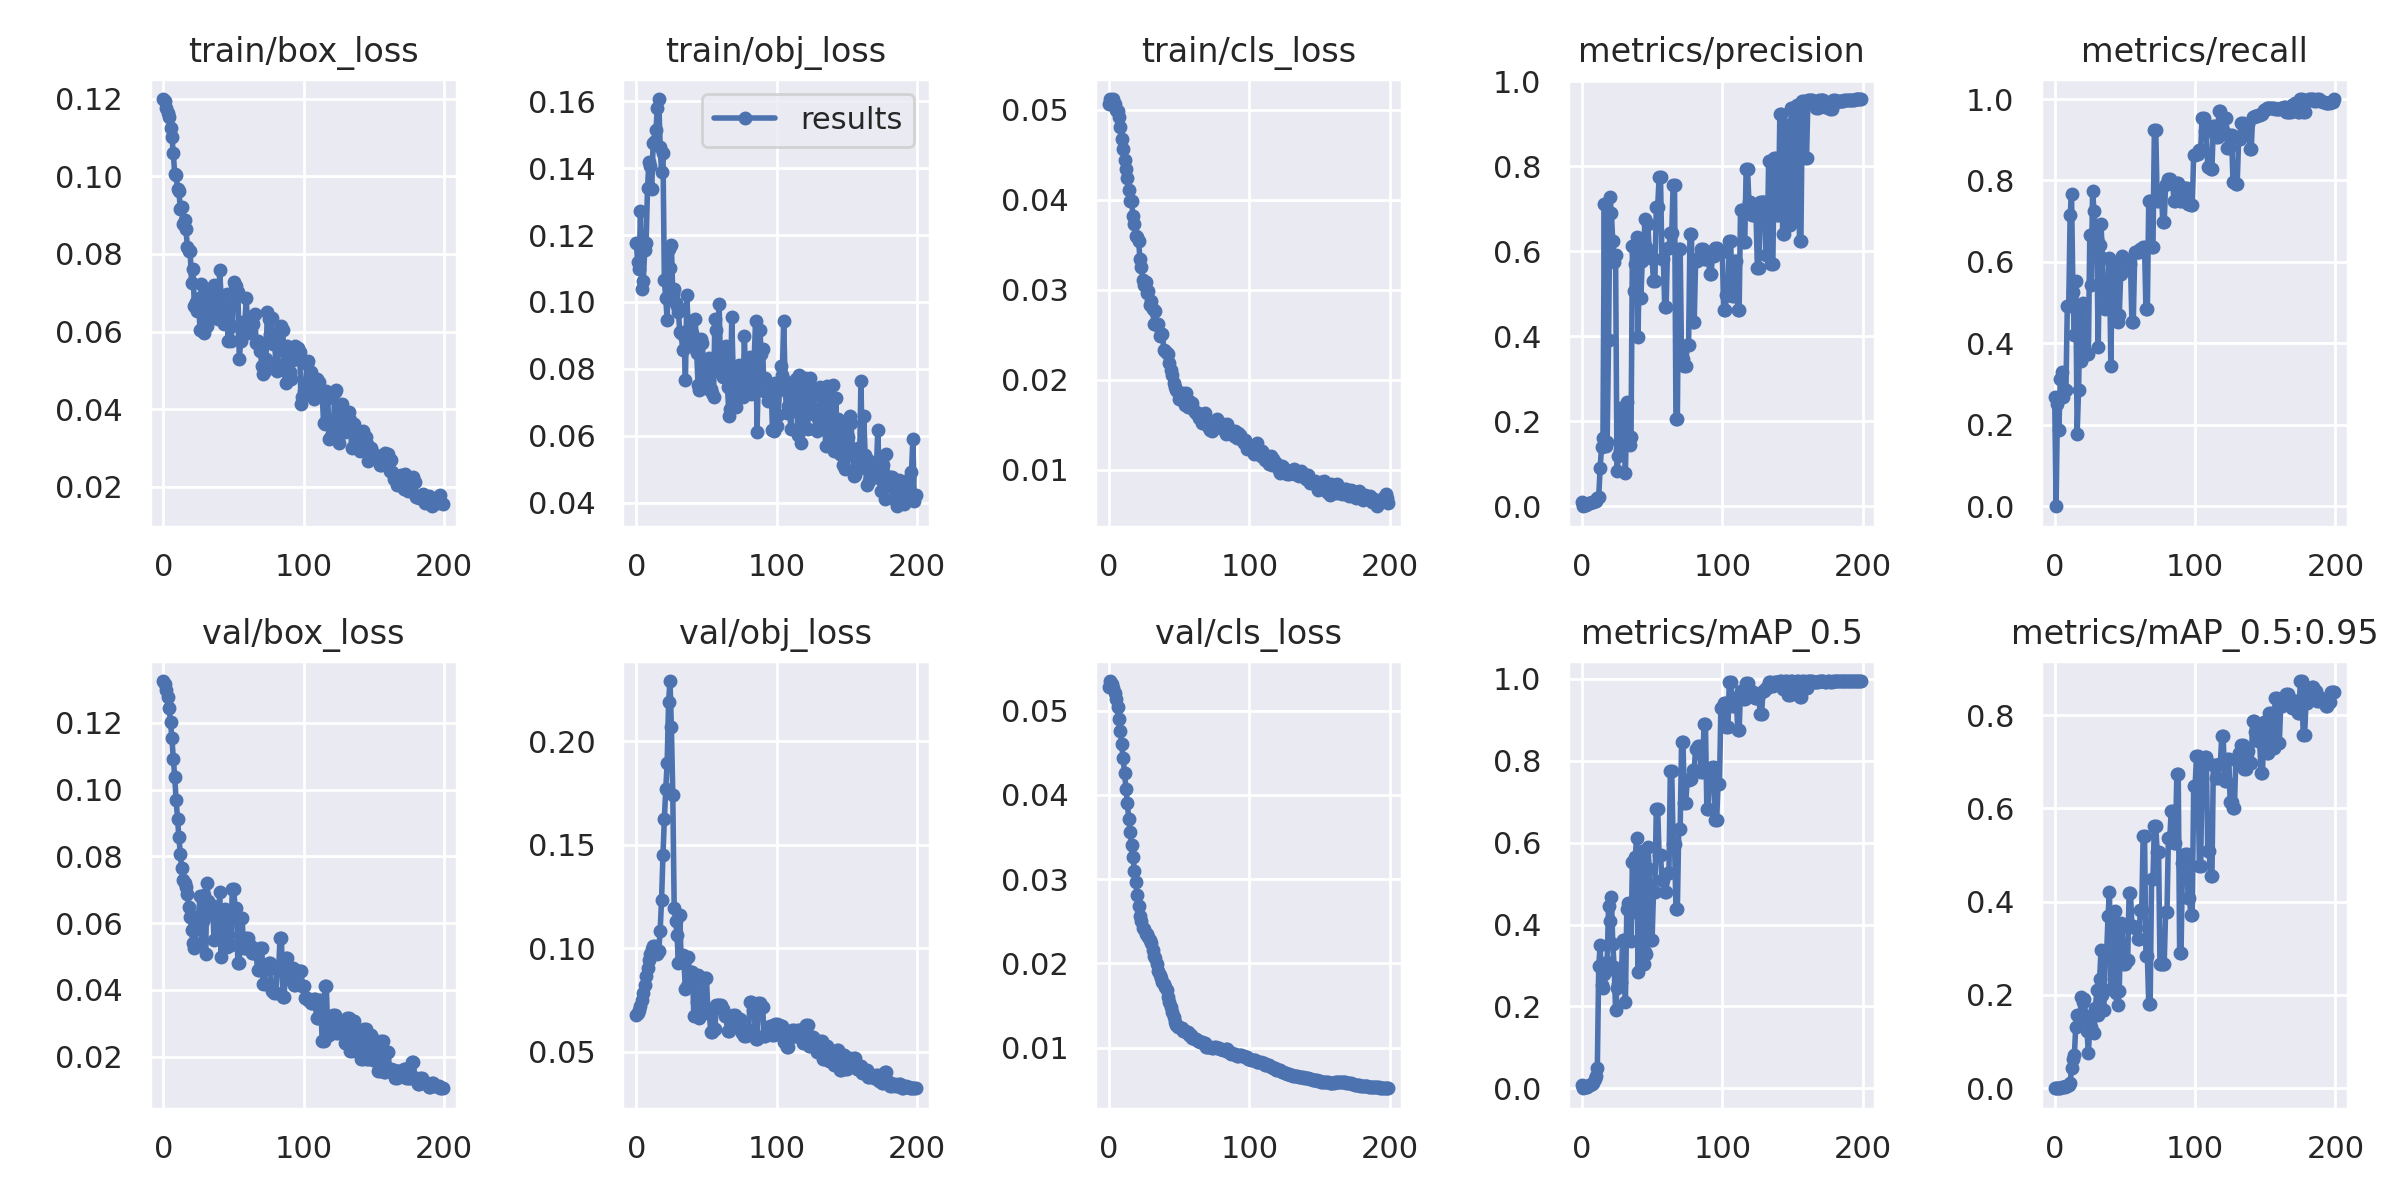 train/box_loss
0.12
0.10
0.08
0.06
0.04
0.02
0 100 200
train/obj_loss
results
0.16
0.14
0.12
0.10
0.08
0.06
0.04
0 100 200
train/cls_loss
0.05
0.04
0.03
0.02
0.01
0 100 200
metrics/precision
1.0
0.8
0.6
0.4
0.2
0.0
0 100 200
metrics/recall
1.0
0.8
0.6
0.4
0.2
0.0
0 100 200
val/box_loss
0.12
0.10
0.08
0.06
0.04
0.02
0 100 200
val/obj_loss
0.20
0.15
0.10
0.05
0 100 200
val/cls_loss
0.05
0.04
0.03
0.02
0.01
0 100 200
metrics/mAP_0.5
1.0
0.8
0.6
0.4
0.2
0.0
0 100 200
metrics/mAP_0.5:0.95
0.8
0.6
0.4
0.2
0.0
0 100 200